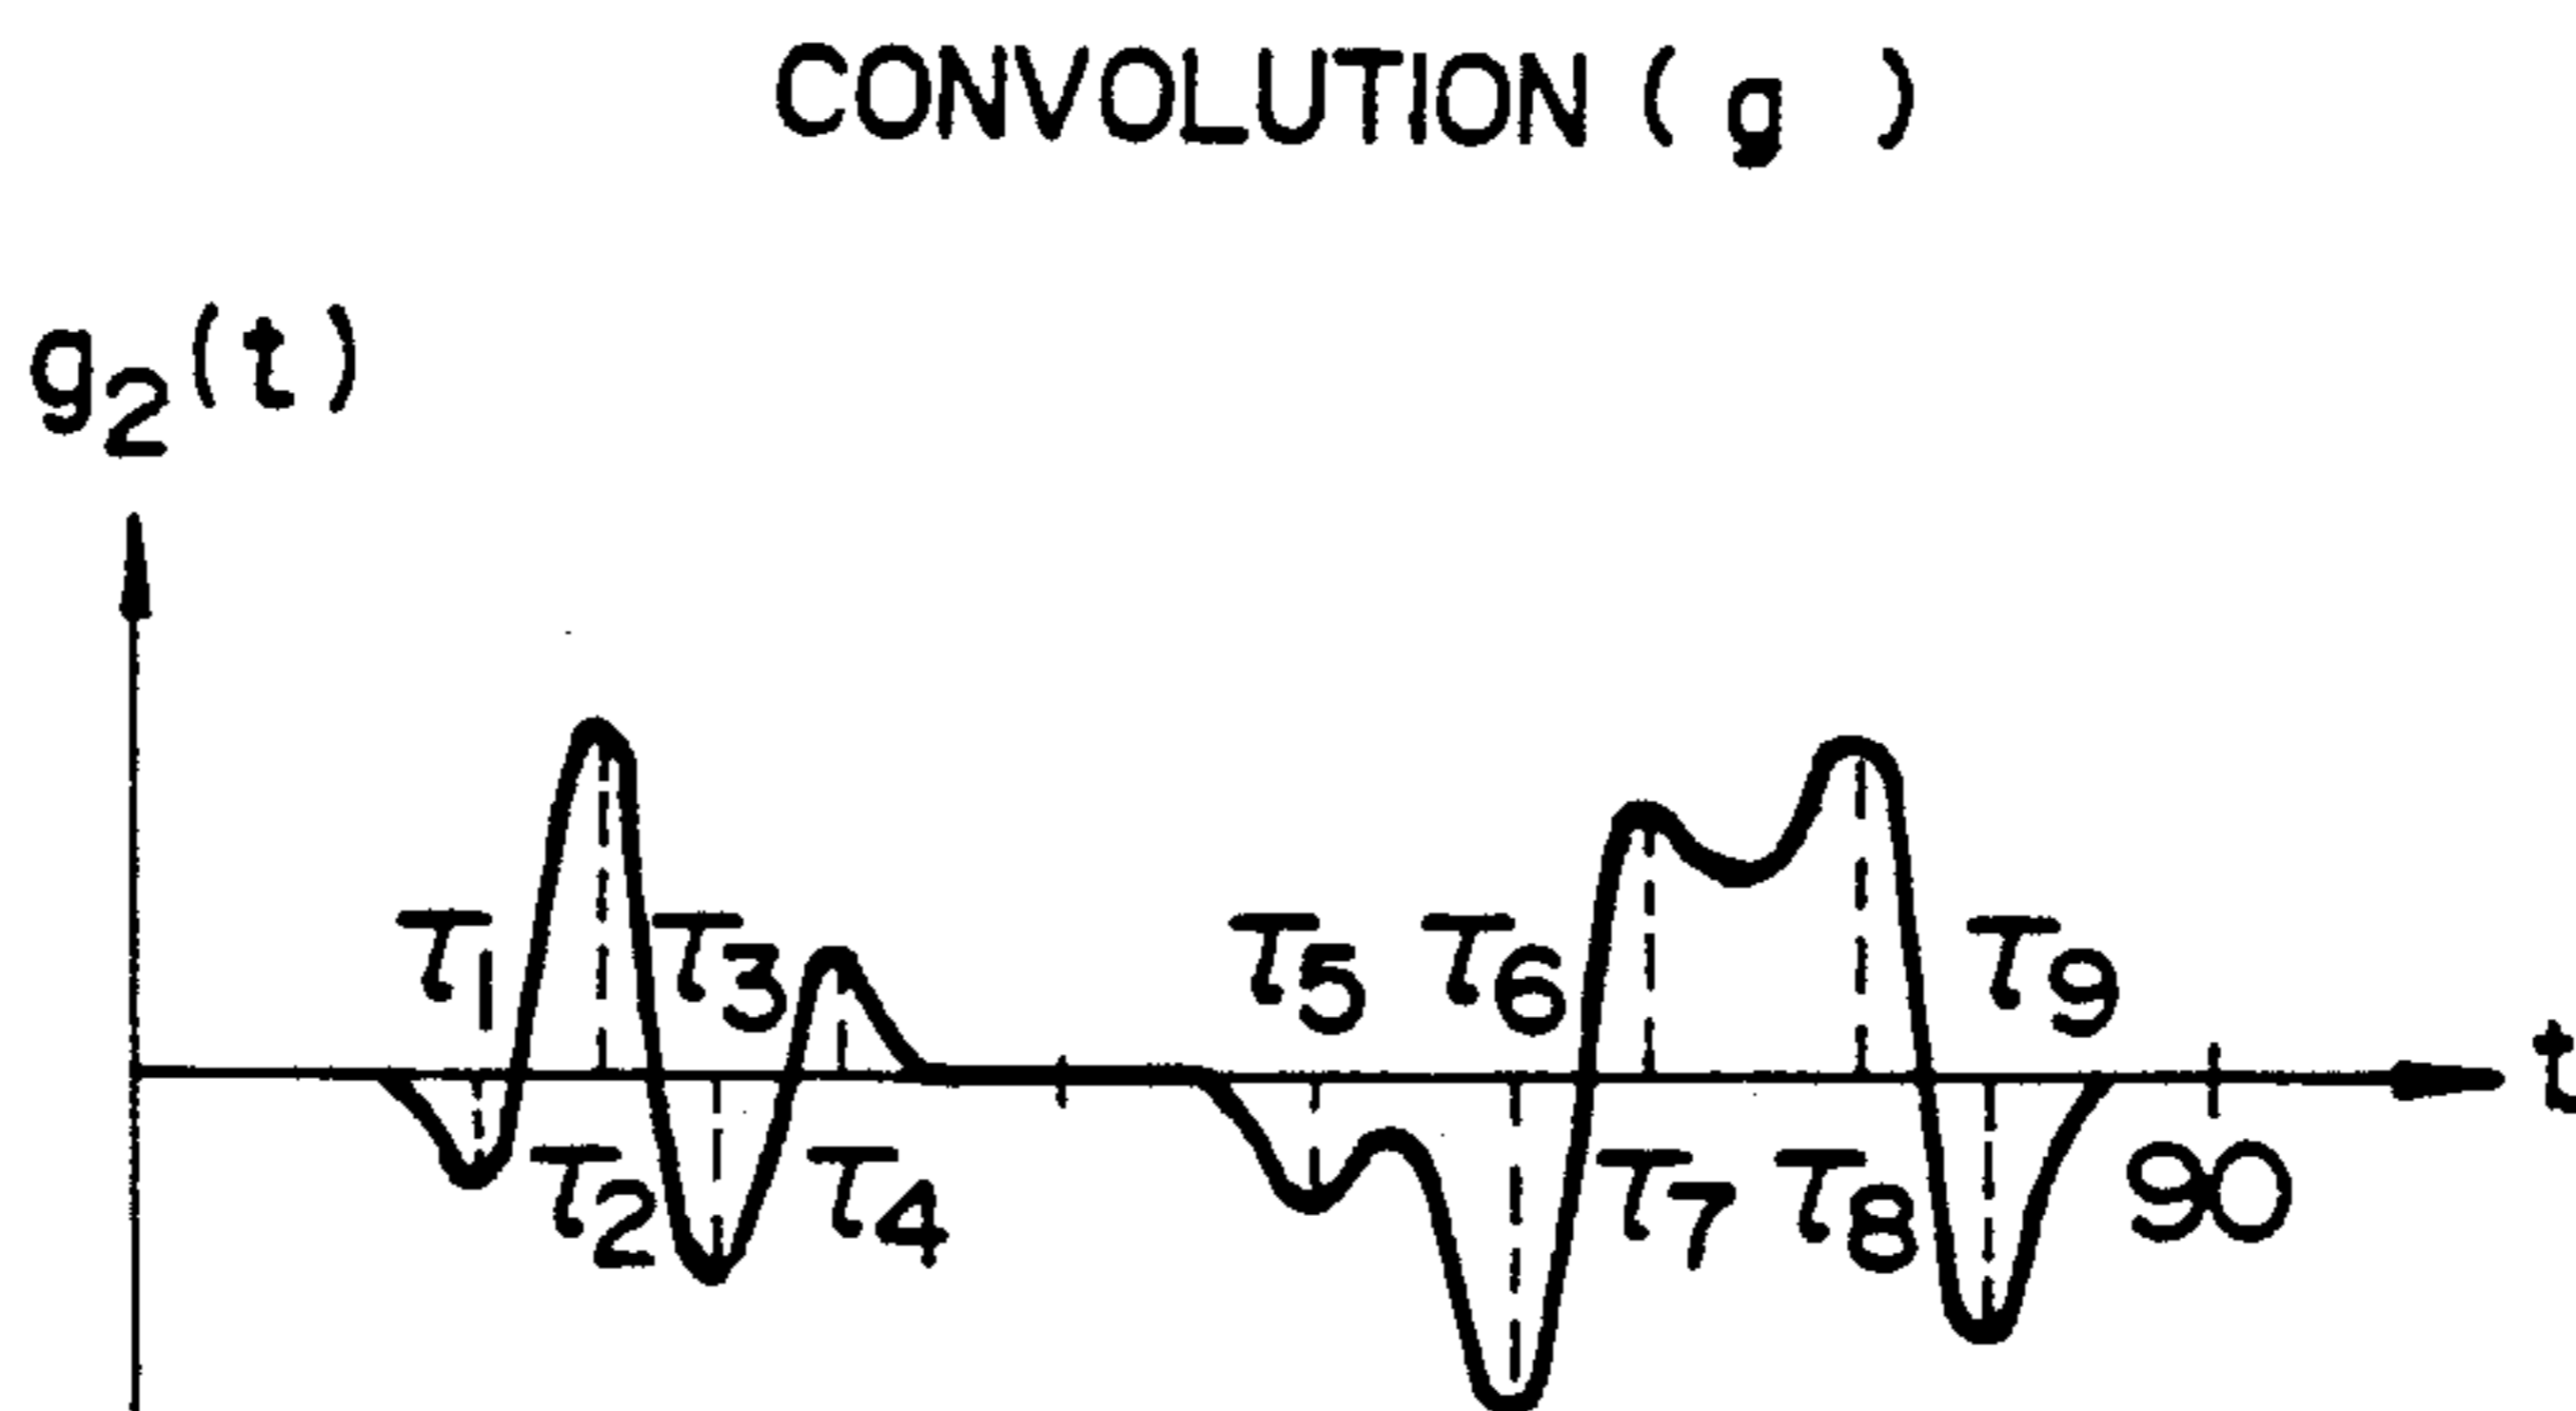 CONVOLUTION ( g )
g₂(t)
τ₁ τ₃ τ₅ τ₆ τ₉
t
τ₂ τ₄ τ₇ τ₈ 90